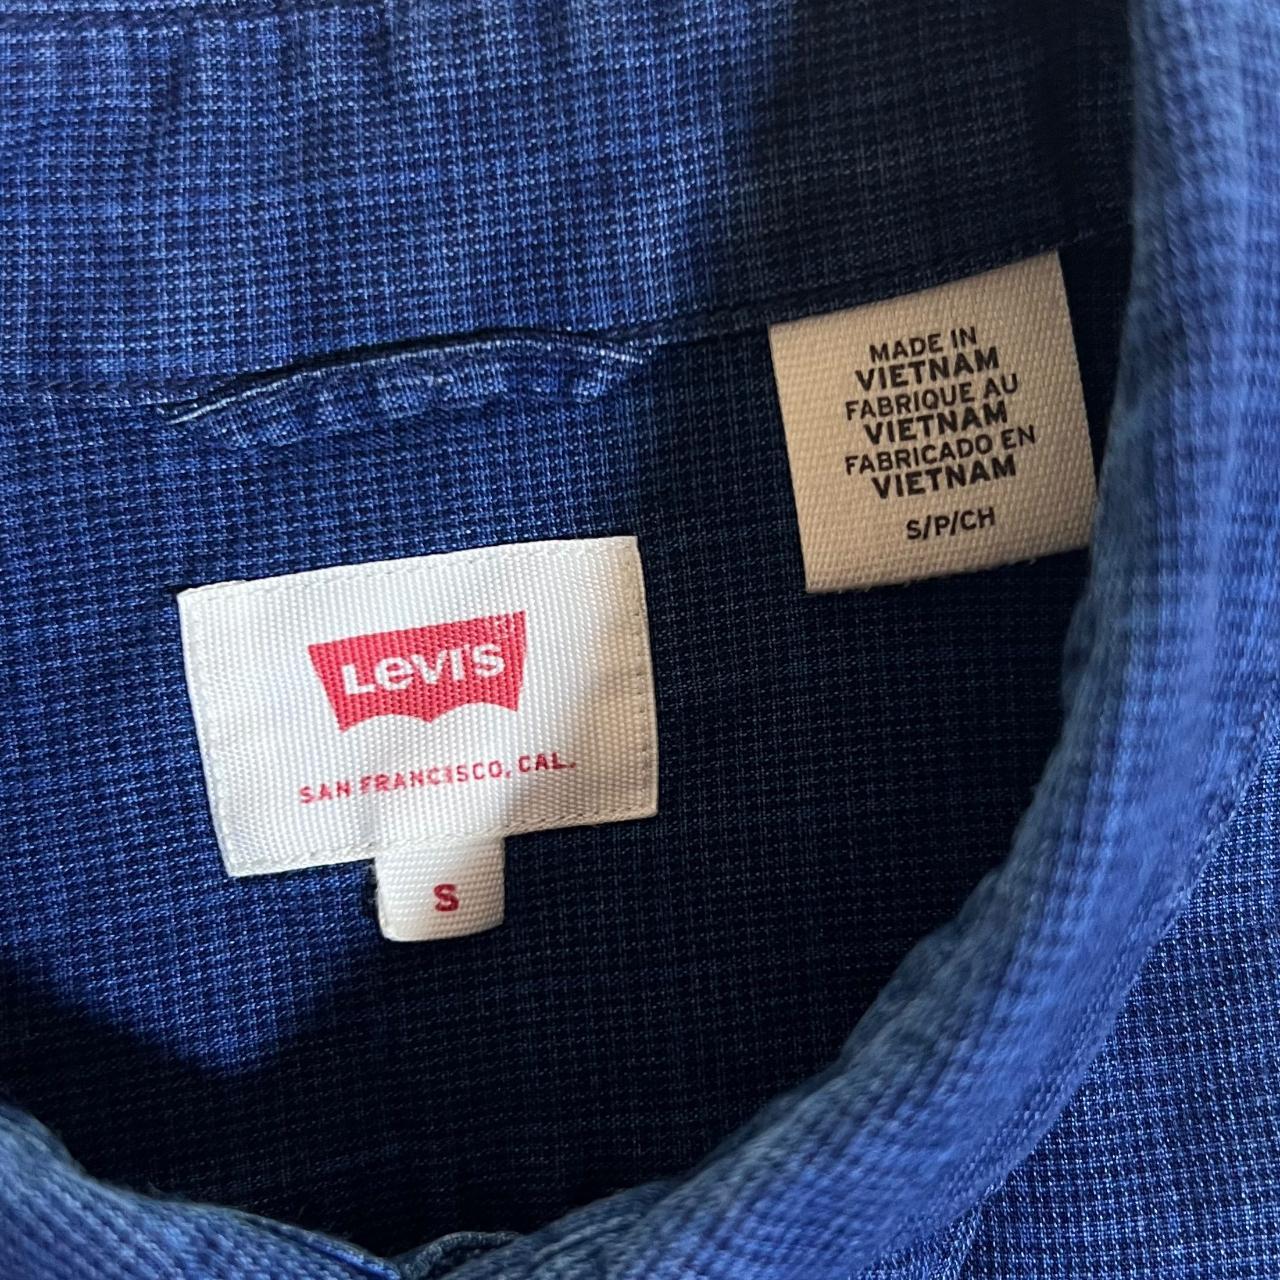 MADE IN
VIETNAM
FABRIQUE AU
VIETNAM
FABRICADO EN
VIETNAM
S/P/CH
LEVI'S
SAN FRANCISCO, CAL.
S